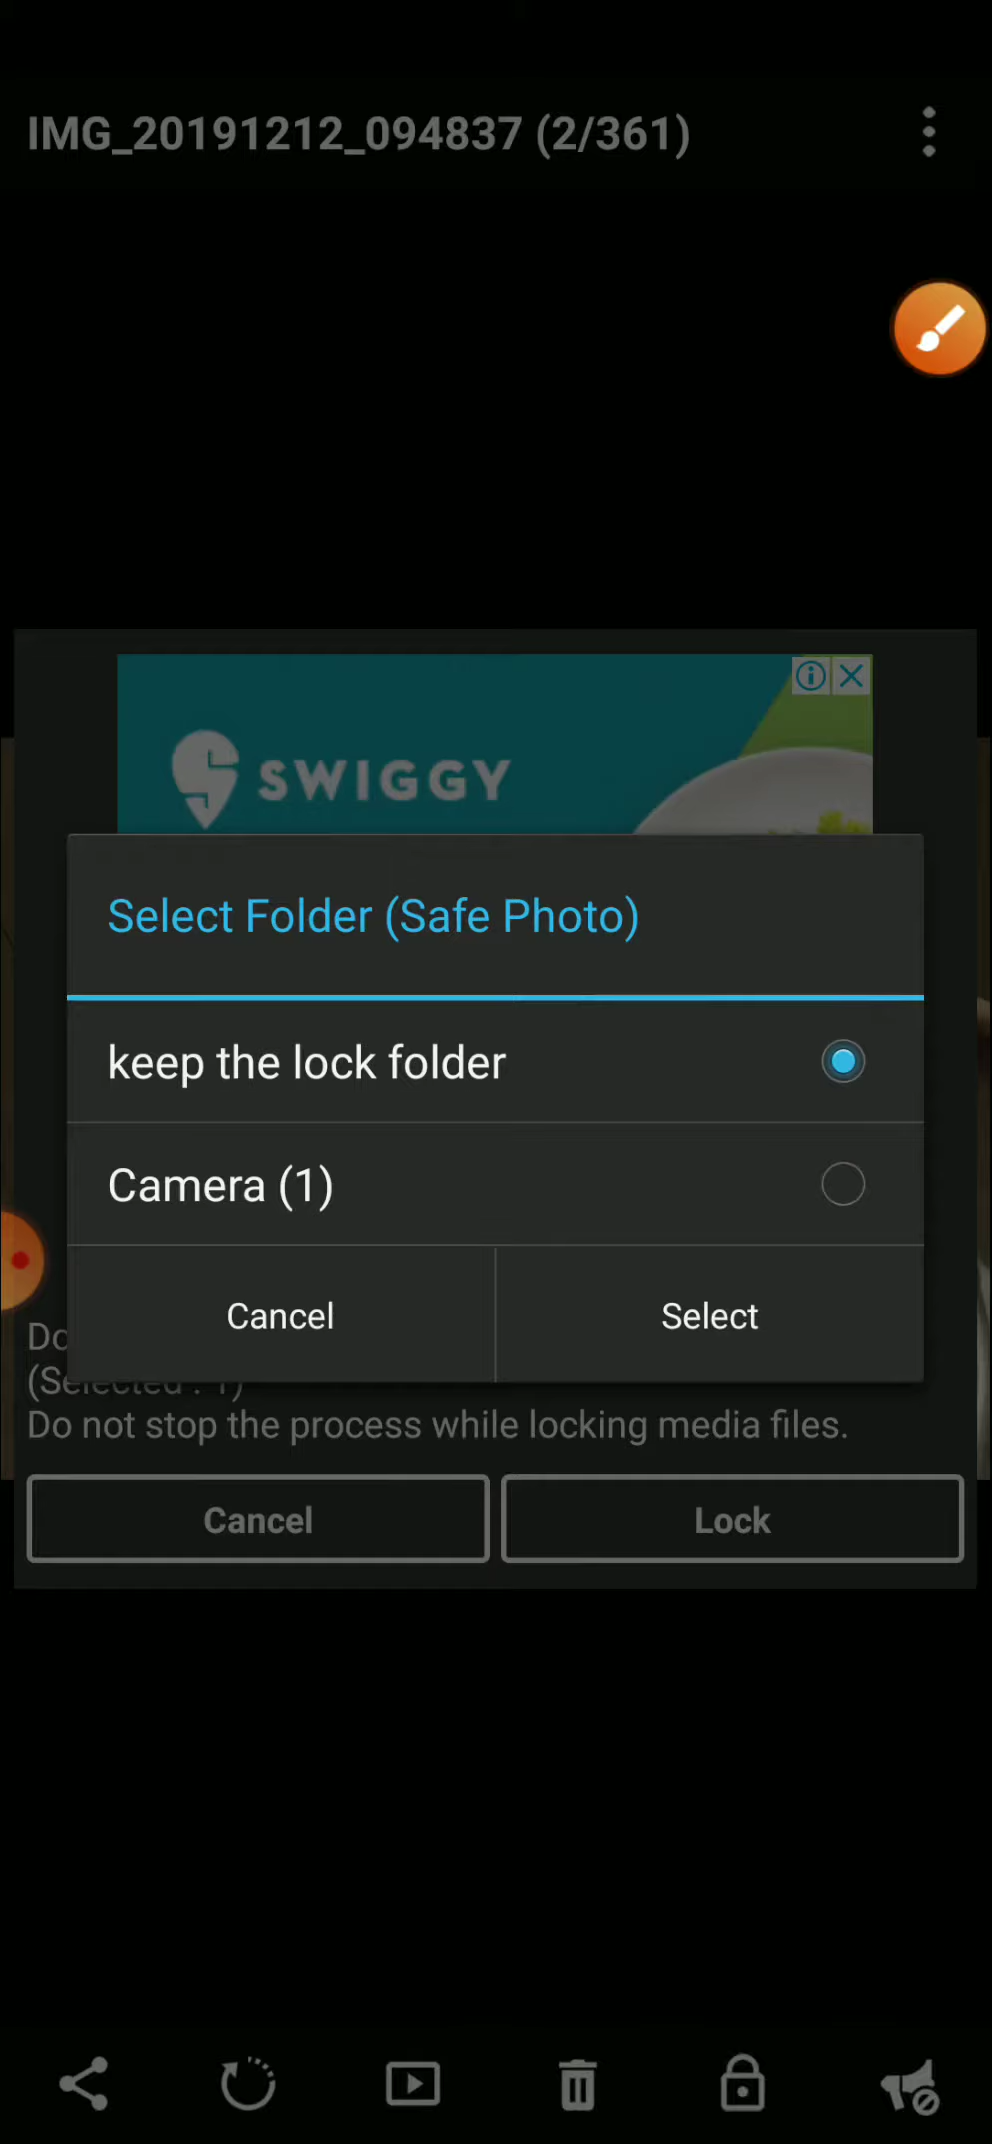 IMG_20191212_094837 (2/361)
SWIGGY
Select Folder (Safe Photo)
keep the lock folder
Camera (1)
Cancel
Select
(Selected : 1)
Do not stop the process while locking media files.
Cancel
Lock